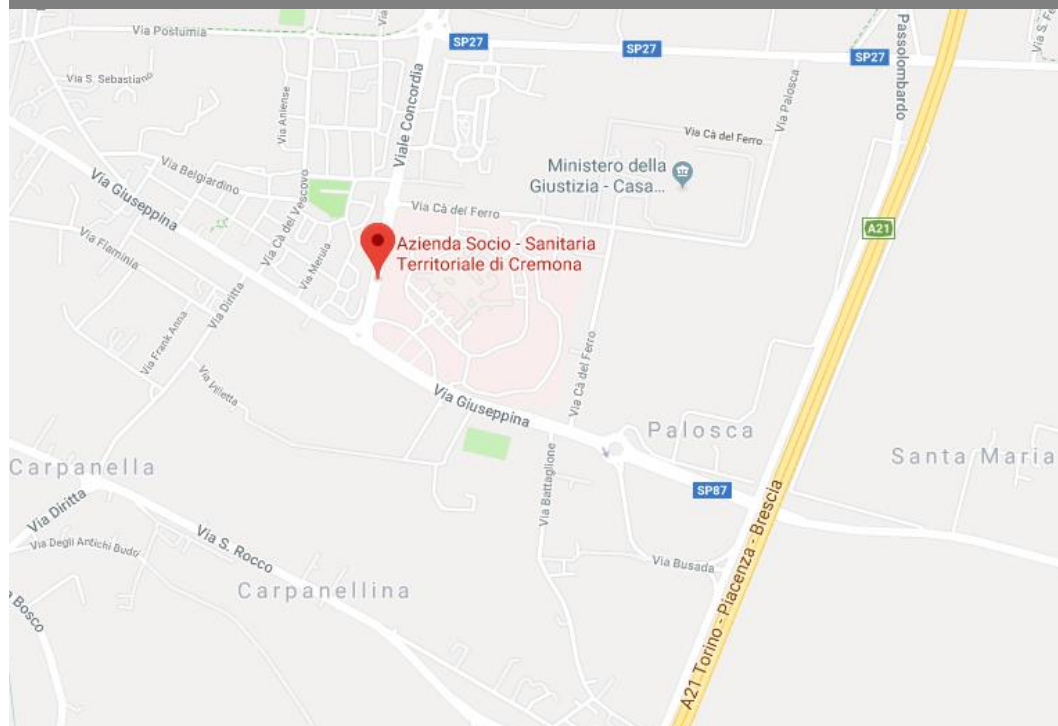 Via Postumia
SP27
SP27
SP27
Passolombardo
Via S. Fe
Via S. Sebastiano
Via Aniense
Viale Concordia
Via Palosca
Via Cà del Ferro
Ministero della
Giustizia - Casa...
Via Belgiardino
Via Giuseppina
Via Cà del Vescovo
Via Cà del Ferro
A21
Via Flaminia
Via Merula
Azienda Socio - Sanitaria
Territoriale di Cremona
Via Diritta
Via Frank Anna
Via Cà del Ferro
Via Giuseppina
Palosca
Santa Maria
Carpanella
Via Battaglione
SP87
Via Diritta
Via S. Rocco
Via Degli Antichi Budri
Via Busada
Carpanellina
Bosco
A21 Torino - Piacenza - Brescia